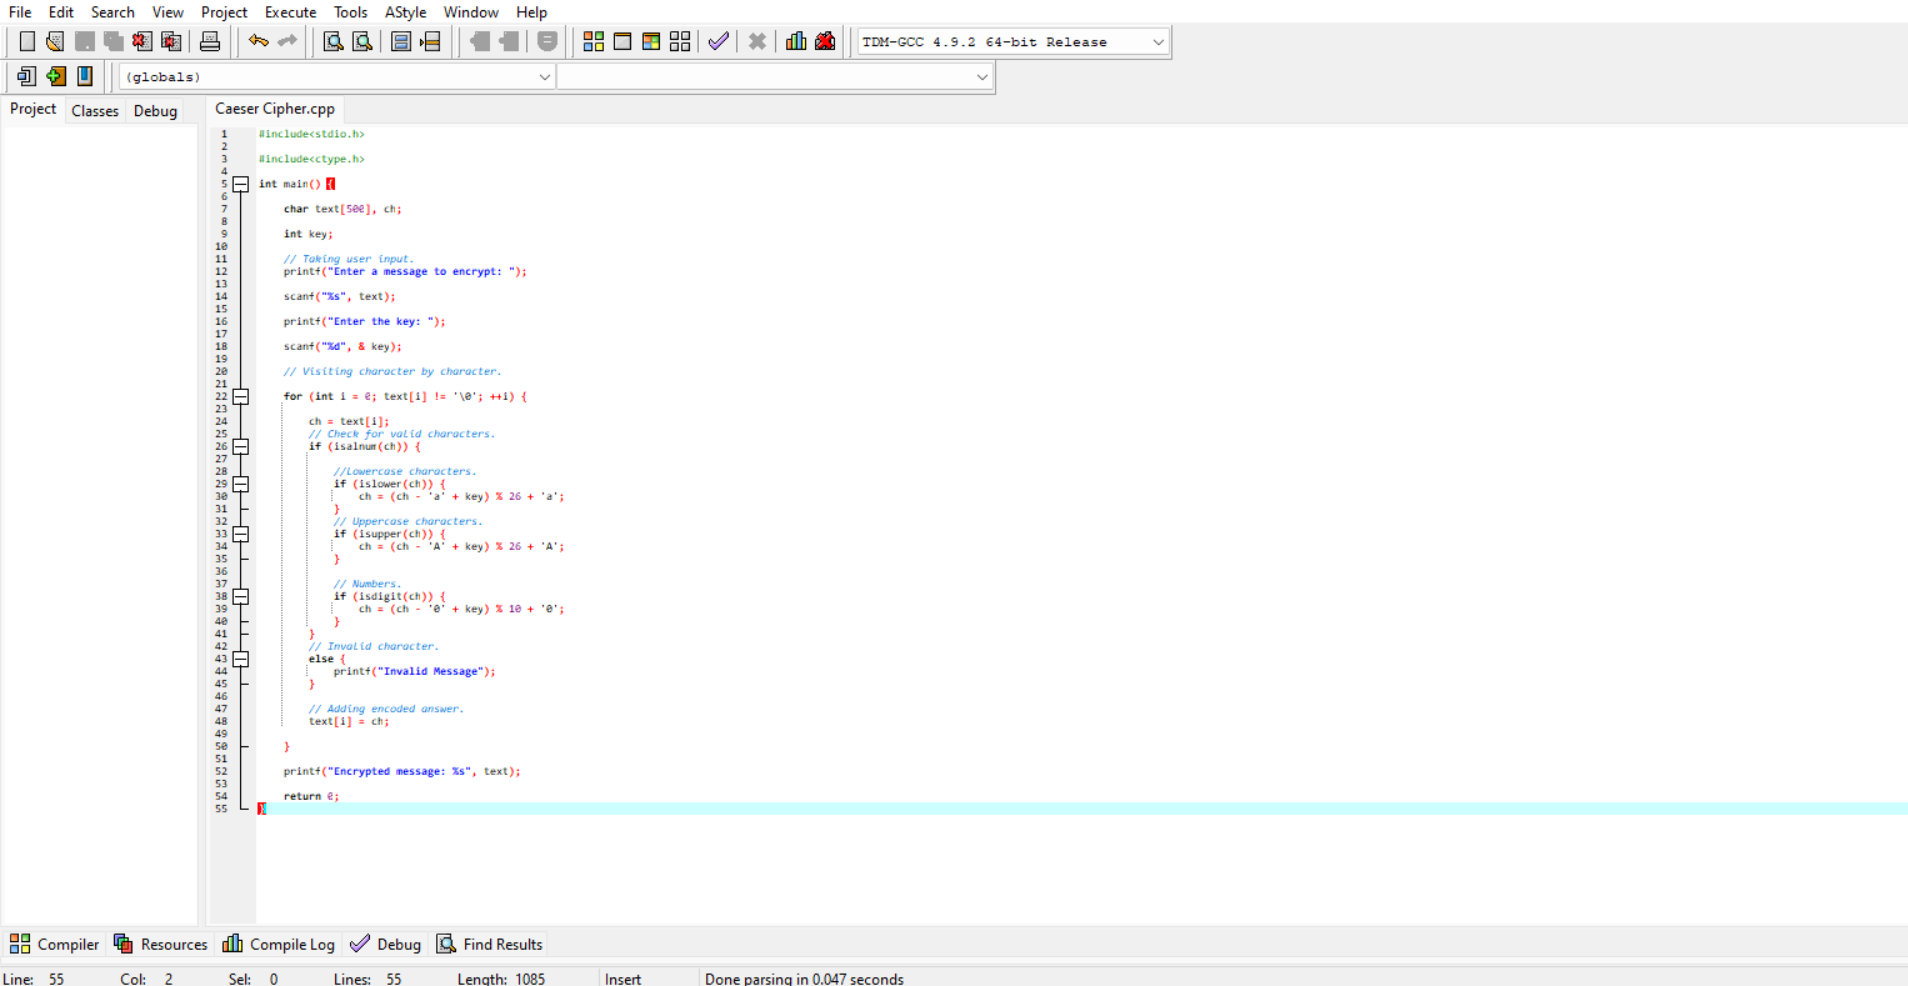 File Edit Search View Project Execute Tools AStyle Window Help
TDM-GCC 4.9.2 64-bit Release
(globals)
Project Classes Debug Caeser Cipher.cpp
1 #include<stdio.h>
2
3 #include<ctype.h>
4
5 int main() {
6
7 char text[500], ch;
8
9 int key;
10
11 // Taking user input.
12 printf("Enter a message to encrypt: ");
13
14 scanf("%s", text);
15
16 printf("Enter the key: ");
17
18 scanf("%d", & key);
19
20 // Visiting character by character.
21
22 for (int i = 0; text[i] != '\0'; ++i) {
23
24 ch = text[i];
25 // Check for valid characters.
26 if (isalnum(ch)) {
27
28 //Lowercase characters.
29 if (islower(ch)) {
30 ch = (ch - 'a' + key) % 26 + 'a';
31 }
32 // Uppercase characters.
33 if (isupper(ch)) {
34 ch = (ch - 'A' + key) % 26 + 'A';
35 }
36
37 // Numbers.
38 if (isdigit(ch)) {
39 ch = (ch - '0' + key) % 10 + '0';
40 }
41 }
42 // Invalid character.
43 else {
44 printf("Invalid Message");
45 }
46
47 // Adding encoded answer.
48 text[i] = ch;
49
50 }
51
52 printf("Encrypted message: %s", text);
53
54 return 0;
55 }
Compiler Resources Compile Log Debug Find Results
Line: 55 Col: 2 Sel: 0 Lines: 55 Length: 1085 Insert Done parsing in 0.047 seconds